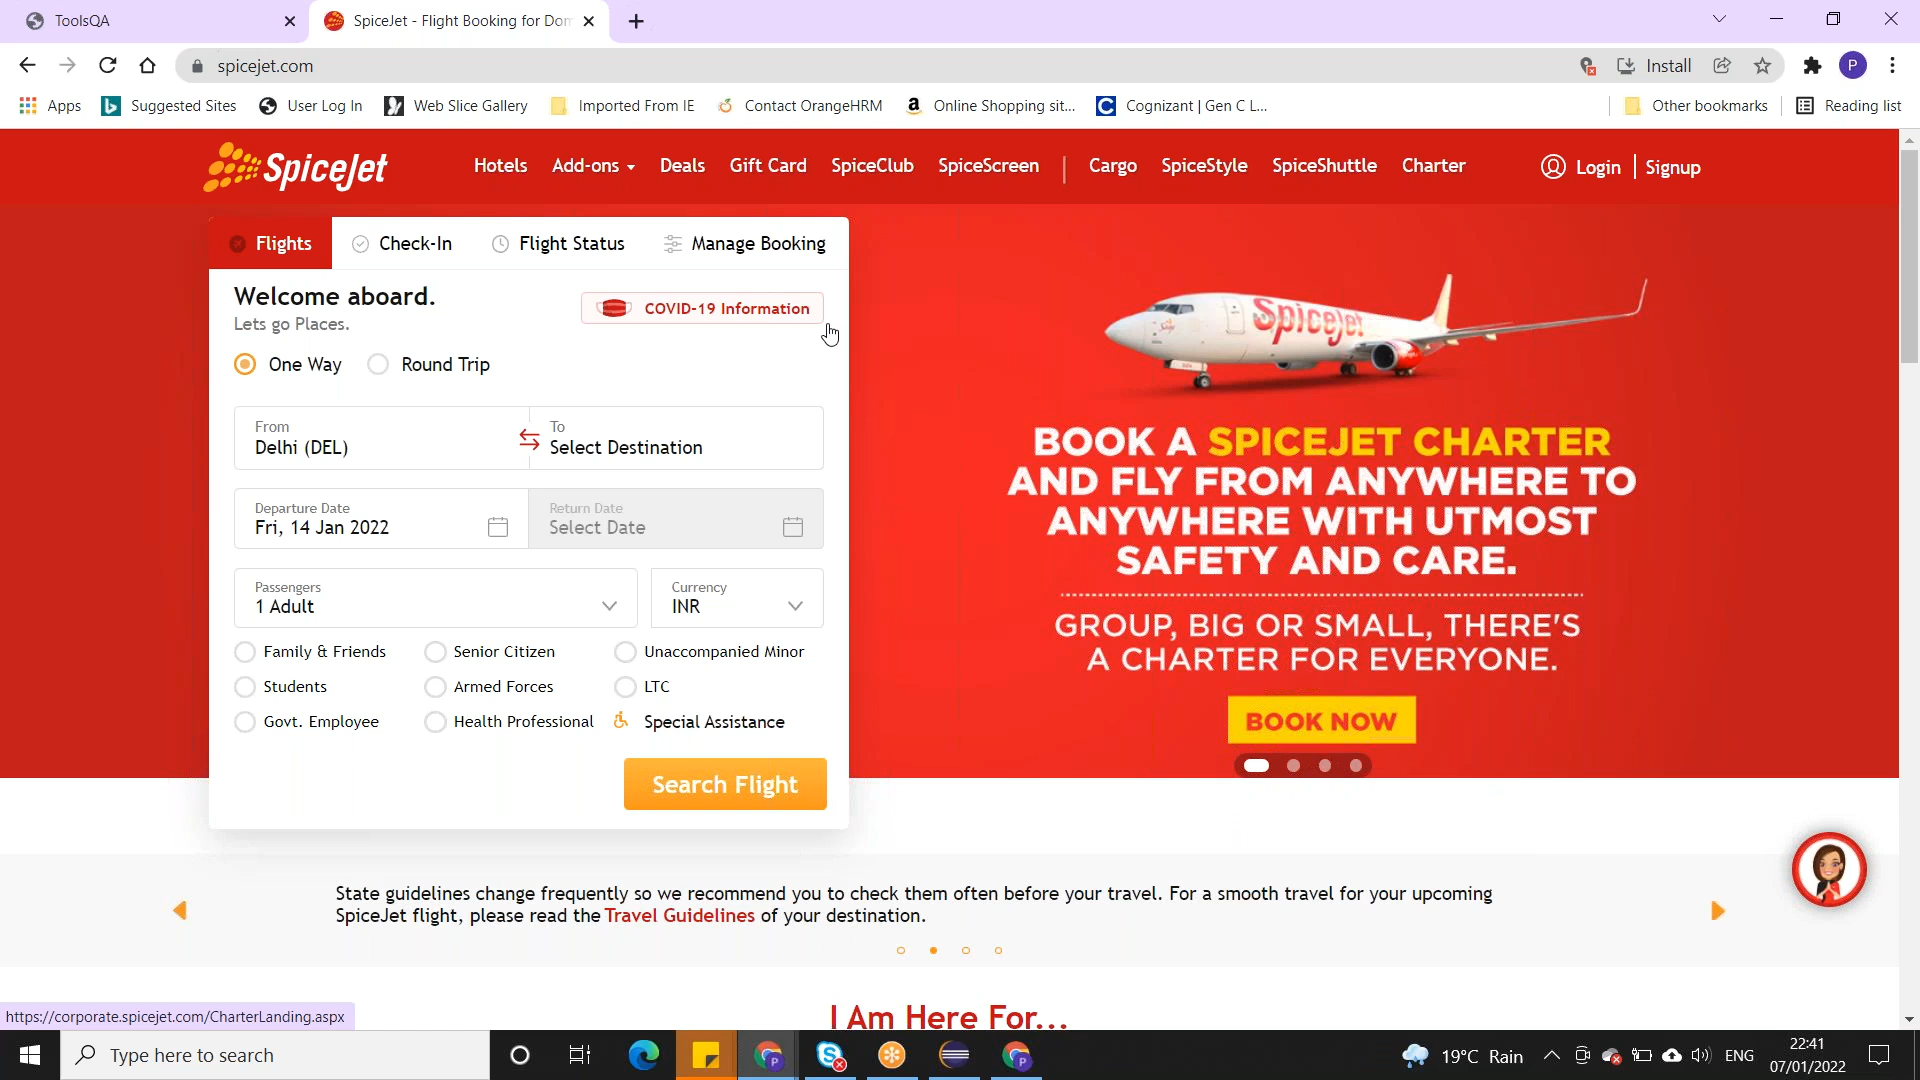 ToolsQA
SpiceJet - Flight Booking for Dom
spicejet.com
Install
P
Apps
Suggested Sites
User Log In
Web Slice Gallery
Imported From IE
Contact OrangeHRM
Online Shopping sit...
Cognizant | Gen C L...
Other bookmarks
Reading list
SpiceJet
Hotels
Add-ons
Deals
Gift Card
SpiceClub
SpiceScreen
Cargo
SpiceStyle
SpiceShuttle
Charter
Login
Signup
Flights
Check-In
Flight Status
Manage Booking
Welcome aboard.
Lets go Places.
COVID-19 Information
One Way
Round Trip
From
Delhi (DEL)
To
Select Destination
Departure Date
Fri, 14 Jan 2022
Return Date
Select Date
Passengers
1 Adult
Currency
INR
Family & Friends
Senior Citizen
Unaccompanied Minor
Students
Armed Forces
LTC
Govt. Employee
Health Professional
Special Assistance
Search Flight
SpiceJet
BOOK A SPICEJET CHARTER
AND FLY FROM ANYWHERE TO
ANYWHERE WITH UTMOST
SAFETY AND CARE.
GROUP, BIG OR SMALL, THERE'S
A CHARTER FOR EVERYONE.
BOOK NOW
State guidelines change frequently so we recommend you to check them often before your travel. For a smooth travel for your upcoming
SpiceJet flight, please read the Travel Guidelines of your destination.
I Am Here For...
https://corporate.spicejet.com/CharterLanding.aspx
Type here to search
19°C Rain
ENG
22:41
07/01/2022